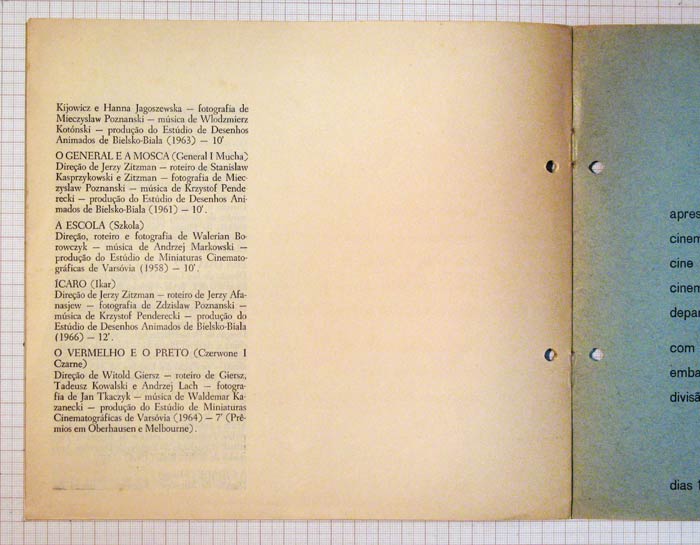 Kijowicz e Hanna Jagoszewska — fotografia de
Mieczyslaw Poznanski — música de Wlodzmierz
Kotónski — produção do Estúdio de Desenhos
Animados de Bielsko-Biala (1963) — 10'
O GENERAL E A MOSCA (General I Mucha)
Direção de Jerzy Zitzman — roteiro de Stanislaw
Kasprzykowski e Zitzman — fotografia de Miec-
zyslaw Poznanski — música de Krzystof Pende
recki — produção do Estúdio de Desenhos Ani-
mados de Bielsko-Biala (1961) — 10'.
A ESCOLA (Szkola)
Direção, roteiro e fotografia de Walerian Bo-
rowczyk — música de Andrzej Markowski —
produção do Estúdio de Miniaturas Cinemato-
gráficas de Varsóvia (1958) — 10'.
ÍCARO (Ikar)
Direção de Jerzy Zitzman — roteiro de Jerzy Afa-
nasjew — fotografia de Zdzislaw Poznanski —
música de Krzystof Penderecki — produção do
Estúdio de Desenhos Animados de Bielsko-Biala
(1966) — 12'.
O VERMELHO E O PRETO (Czerwone I
Czarne)
Direção de Witold Giersz — roteiro de Giersz,
Tadeusz Kowalski e Andrzej Lach — fotogra-
fia de Jan Tkaczyk — música de Waldemar Ka-
zanecki — produção do Estúdio de Miniaturas
Cinematográficas de Varsóvia (1964) — 7' (Prê-
mios em Oberhausen e Melbourne).
apres
cinem
cine
cinem
depar
com
emba
divisã
dias 1